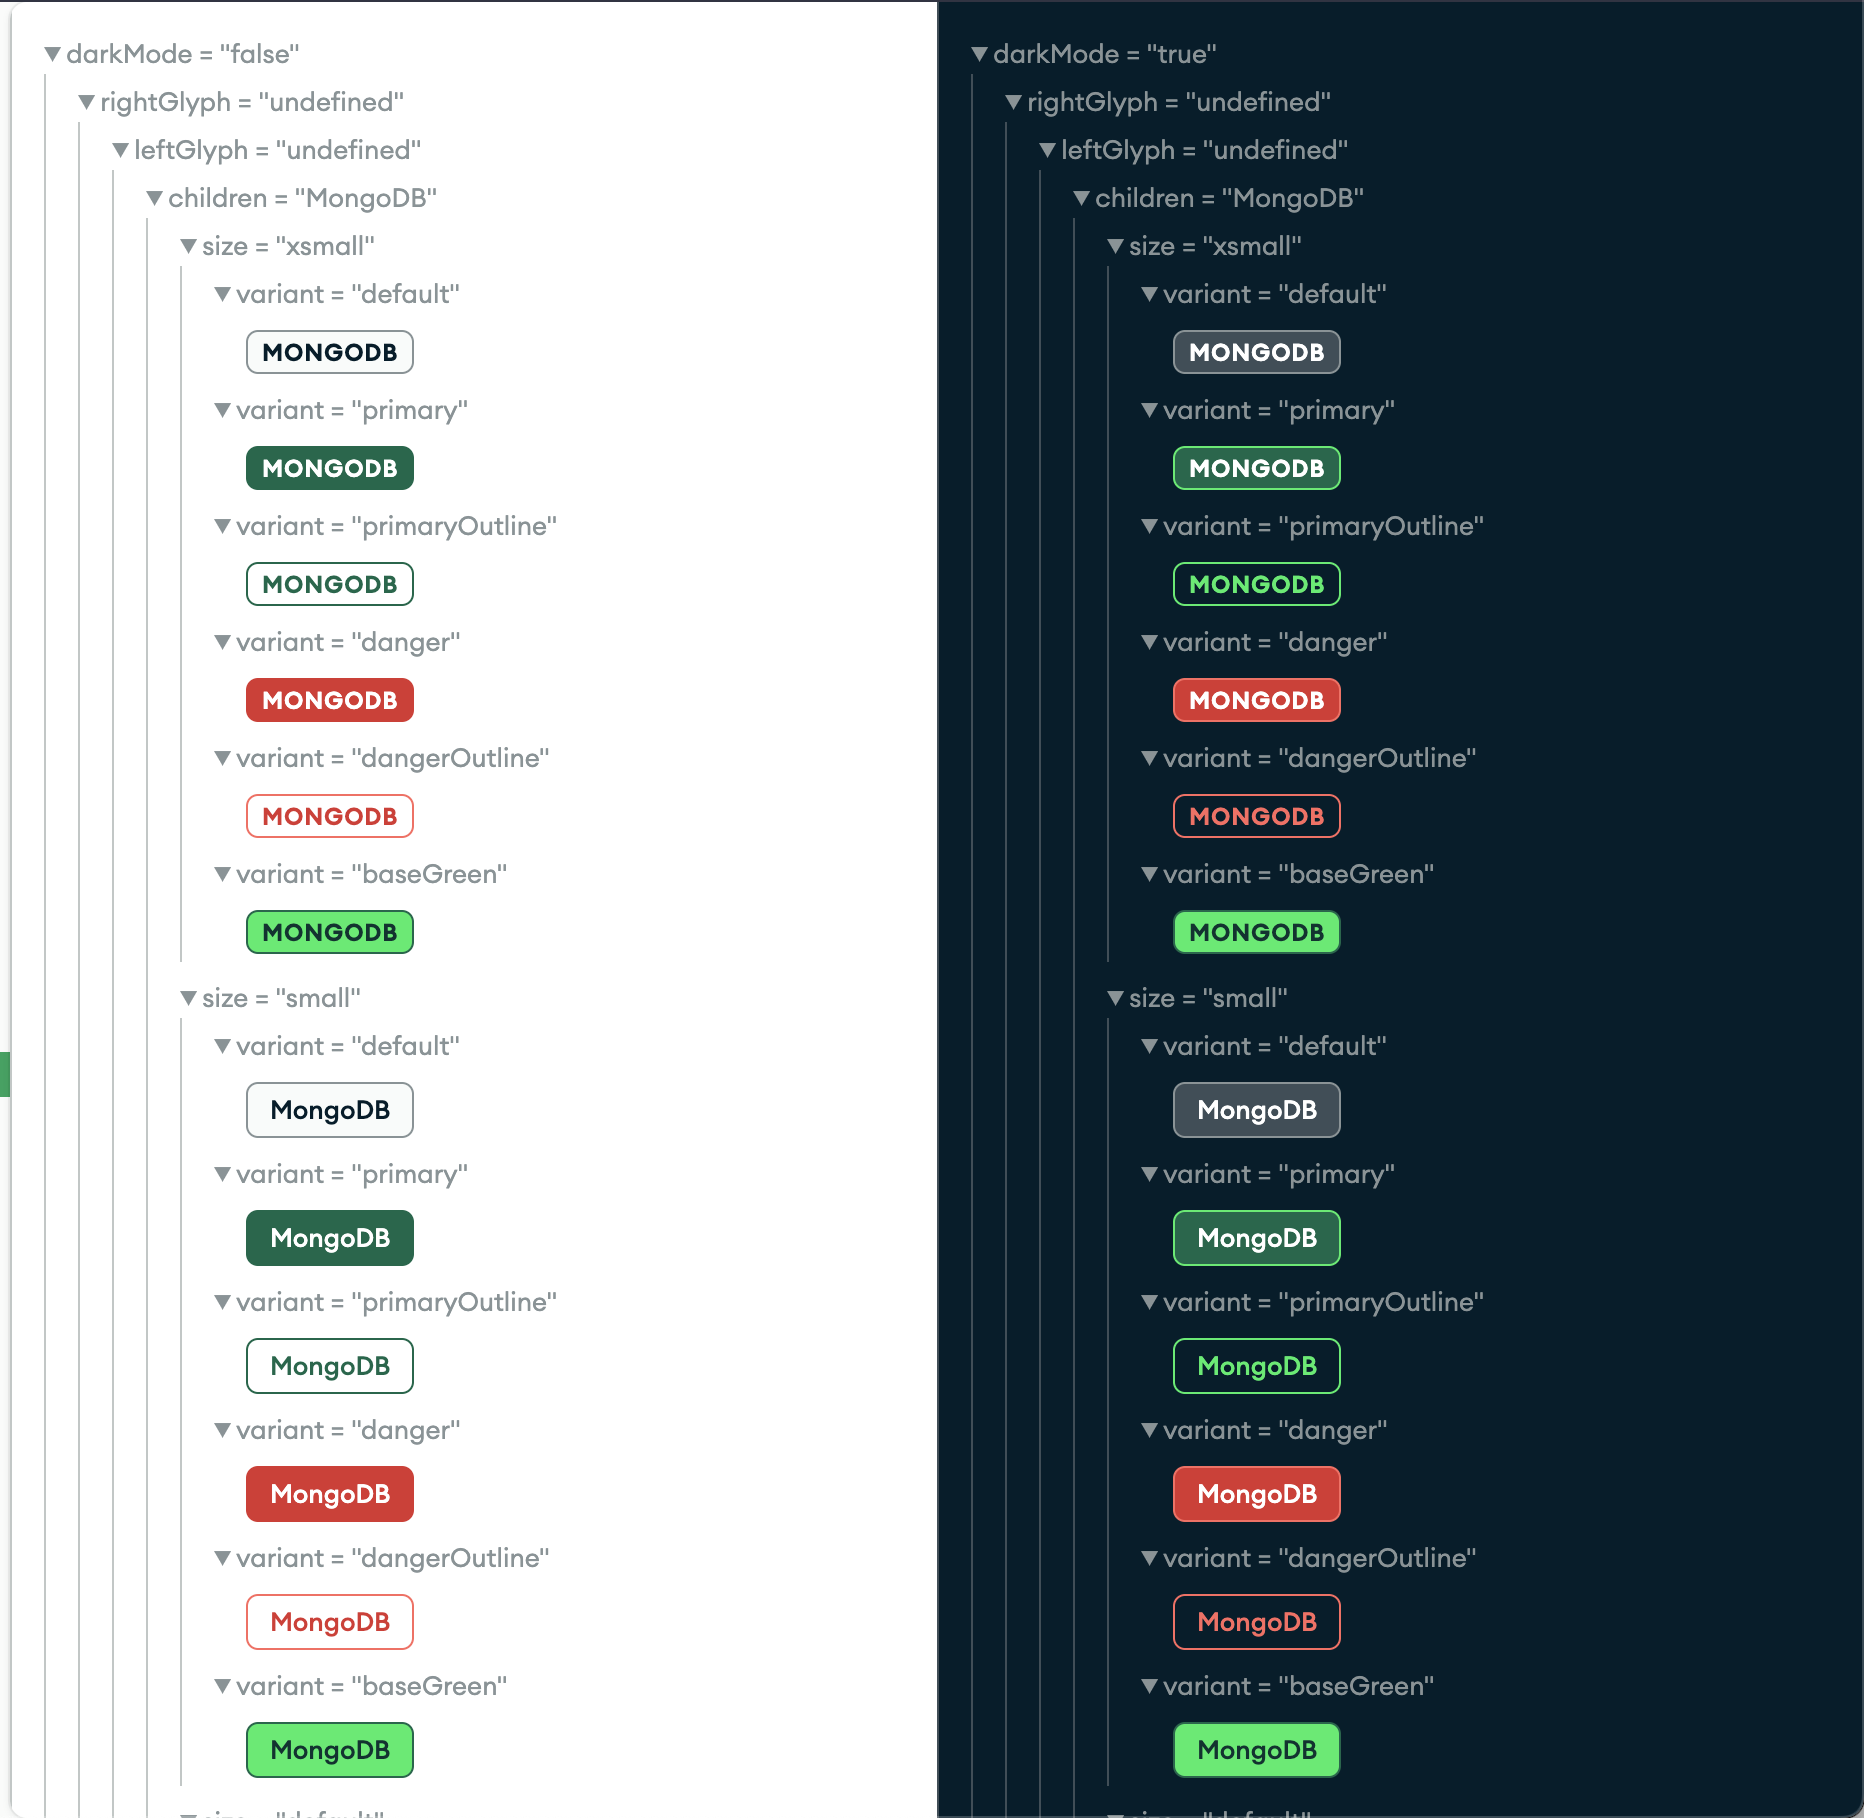 darkMode = "false"
rightGlyph = "undefined"
leftGlyph = "undefined"
children = "MongoDB"
size = "xsmall"
variant = "default"
MONGODB
variant = "primary"
MONGODB
variant = "primaryOutline"
MONGODB
variant = "danger"
MONGODB
variant = "dangerOutline"
MONGODB
variant = "baseGreen"
MONGODB
size = "small"
variant = "default"
MongoDB
variant = "primary"
MongoDB
variant = "primaryOutline"
MongoDB
variant = "danger"
MongoDB
variant = "dangerOutline"
MongoDB
variant = "baseGreen"
MongoDB
size = "default"
darkMode = "true"
rightGlyph = "undefined"
leftGlyph = "undefined"
children = "MongoDB"
size = "xsmall"
variant = "default"
MONGODB
variant = "primary"
MONGODB
variant = "primaryOutline"
MONGODB
variant = "danger"
MONGODB
variant = "dangerOutline"
MONGODB
variant = "baseGreen"
MONGODB
size = "small"
variant = "default"
MongoDB
variant = "primary"
MongoDB
variant = "primaryOutline"
MongoDB
variant = "danger"
MongoDB
variant = "dangerOutline"
MongoDB
variant = "baseGreen"
MongoDB
size = "default"